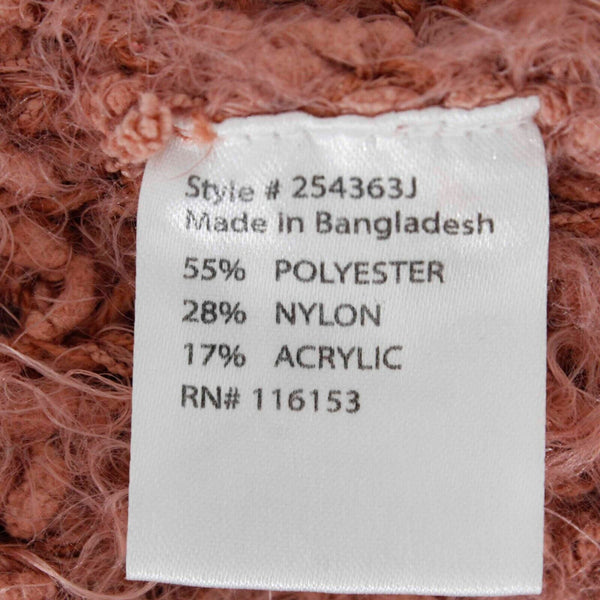 Style # 254363J
Made in Bangladesh
55% POLYESTER
28% NYLON
17% ACRYLIC
RN# 116153